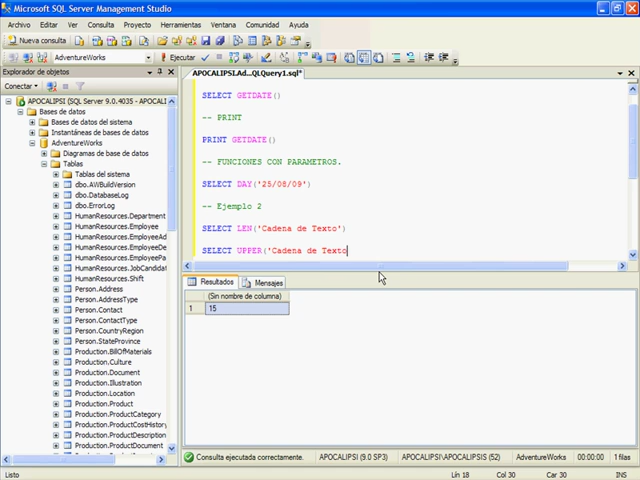 Microsoft SQL Server Management Studio
Archivo Editar Ver Consulta Proyecto Herramientas Ventana Comunidad Ayuda
Nueva consulta
AdventureWorks Ejecutar
Explorador de objetos
APOCALIPSI.Ad...QLQuery1.sql*
Conectar
APOCALIPSI (SQL Server 9.0.4035 - APOCALI
Bases de datos
Bases de datos del sistema
Instantáneas de bases de datos
AdventureWorks
Diagramas de base de datos
Tablas
Tablas del sistema
dbo.AWBuildVersion
dbo.DatabaseLog
dbo.ErrorLog
HumanResources.Department
HumanResources.Employee
HumanResources.EmployeeAd
HumanResources.EmployeeDe
HumanResources.EmployeePa
HumanResources.JobCandidat
HumanResources.Shift
Person.Address
Person.AddressType
Person.Contact
Person.ContactType
Person.CountryRegion
Person.StateProvince
Production.BillOfMaterials
Production.Culture
Production.Document
Production.Illustration
Production.Location
Production.Product
Production.ProductCategory
Production.ProductCostHistory
Production.ProductDescription
Production.ProductDocument
SELECT GETDATE()
-- PRINT
PRINT GETDATE()
-- FUNCIONES CON PARAMETROS.
SELECT DAY('25/08/09')
-- Ejemplo 2
SELECT LEN('Cadena de Texto')
SELECT UPPER('Cadena de Texto
Resultados Mensajes
(Sin nombre de columna)
1 15
Consulta ejecutada correctamente. APOCALIPSI (9.0 SP3) APOCALIPSI\APOCALIPSIS (52) AdventureWorks 00:00:00 1 filas
Listo Lín 18 Col 30 Car 30 INS